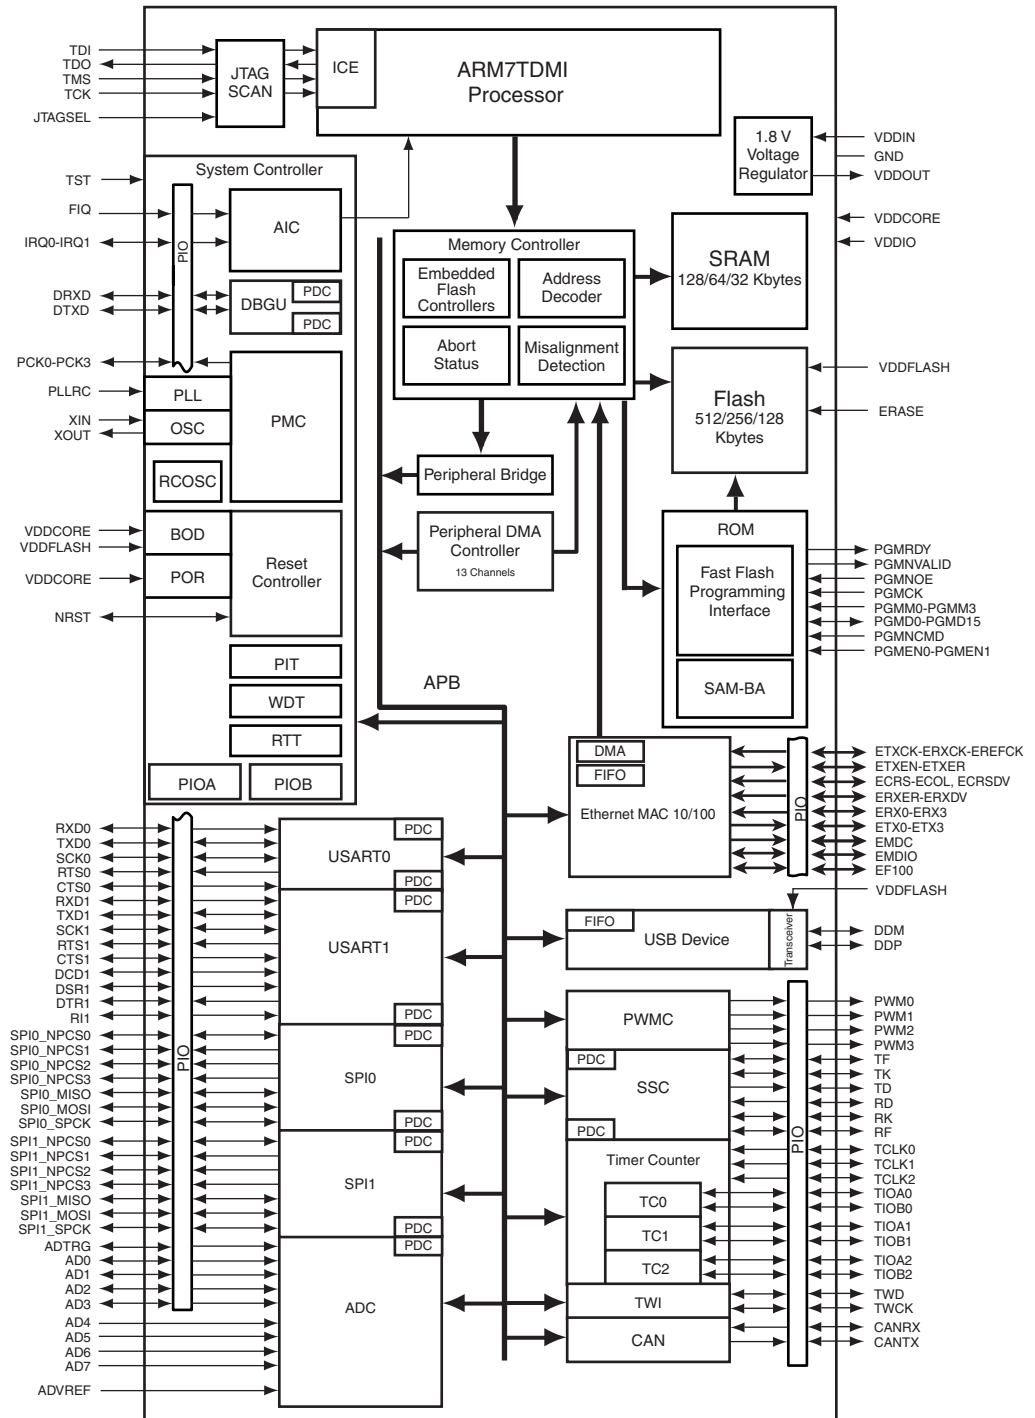 TDI
TDO
TMS
TCK
JTAGSEL
JTAG
SCAN
ICE
ARM7TDMI
Processor
1.8 V
Voltage
Regulator
VDDIN
GND
VDDOUT
VDDCORE
VDDIO
System Controller
TST
FIQ
IRQ0-IRQ1
PIO
AIC
DRXD
DTXD
DBGU
PDC
PDC
PCK0-PCK3
PLLRC
PLL
XIN
XOUT
OSC
RCOSC
PMC
VDDCORE
VDDFLASH
BOD
VDDCORE
POR
NRST
Reset
Controller
PIT
WDT
RTT
PIOA
PIOB
Memory Controller
Embedded
Flash
Controllers
Address
Decoder
Abort
Status
Misalignment
Detection
SRAM
128/64/32 Kbytes
Flash
512/256/128
Kbytes
VDDFLASH
ERASE
Peripheral Bridge
Peripheral DMA
Controller
13 Channels
APB
ROM
Fast Flash
Programming
Interface
SAM-BA
PGMRDY
PGMNVALID
PGMNOE
PGMCK
PGMM0-PGMM3
PGMD0-PGMD15
PGMNCMD
PGMEN0-PGMEN1
DMA
FIFO
Ethernet MAC 10/100
PIO
ETXCK-ERXCK-EREFCK
ETXEN-ETXER
ECRS-ECOL, ECRSDV
ERXER-ERXDV
ERX0-ERX3
ETX0-ETX3
EMDC
EMDIO
EF100
VDDFLASH
FIFO
USB Device
Transceiver
DDM
DDP
RXD0
TXD0
SCK0
RTS0
CTS0
RXD1
TXD1
SCK1
RTS1
CTS1
DCD1
DSR1
DTR1
RI1
SPI0_NPCS0
SPI0_NPCS1
SPI0_NPCS2
SPI0_NPCS3
SPI0_MISO
SPI0_MOSI
SPI0_SPCK
SPI1_NPCS0
SPI1_NPCS1
SPI1_NPCS2
SPI1_NPCS3
SPI1_MISO
SPI1_MOSI
SPI1_SPCK
ADTRG
AD0
AD1
AD2
AD3
AD4
AD5
AD6
AD7
ADVREF
PIO
PDC
USART0
PDC
PDC
USART1
PDC
PDC
SPI0
PDC
PDC
SPI1
PDC
PDC
ADC
PWMC
PDC
SSC
PDC
Timer Counter
TC0
TC1
TC2
TWI
CAN
PIO
PWM0
PWM1
PWM2
PWM3
TF
TK
TD
RD
RK
RF
TCLK0
TCLK1
TCLK2
TIOA0
TIOB0
TIOA1
TIOB1
TIOA2
TIOB2
TWD
TWCK
CANRX
CANTX